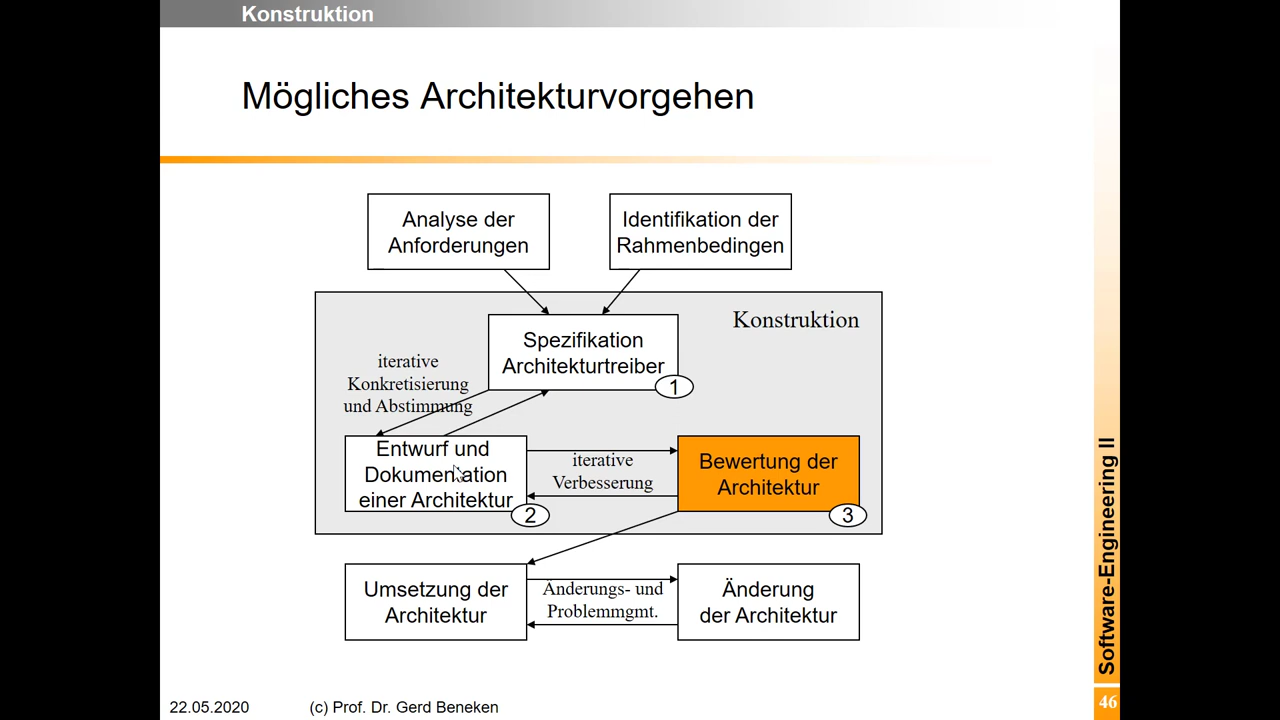 Konstruktion
Mögliches Architekturvorgehen
Analyse der
Anforderungen
Identifikation der
Rahmenbedingen
Konstruktion
Spezifikation
Architekturtreiber
1
iterative
Konkretisierung
und Abstimmung
Entwurf und
Dokumentation
einer Architektur
2
iterative
Verbesserung
Bewertung der
Architektur
3
Umsetzung der
Architektur
Änderungs- und
Problemmgmt.
Änderung
der Architektur
Software-Engineering II
22.05.2020
(c) Prof. Dr. Gerd Beneken
46